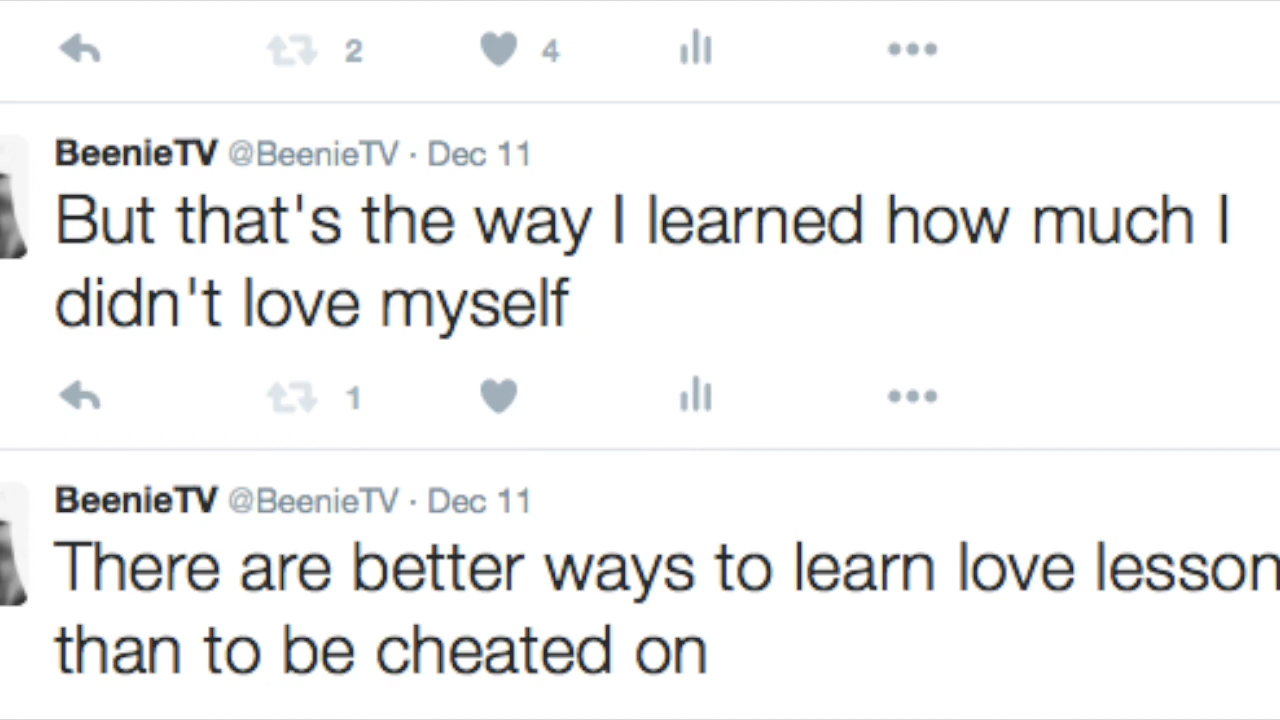 2 4
BeenieTV @BeenieTV · Dec 11
But that's the way I learned how much I
didn't love myself
1
BeenieTV @BeenieTV · Dec 11
There are better ways to learn love lesson
than to be cheated on